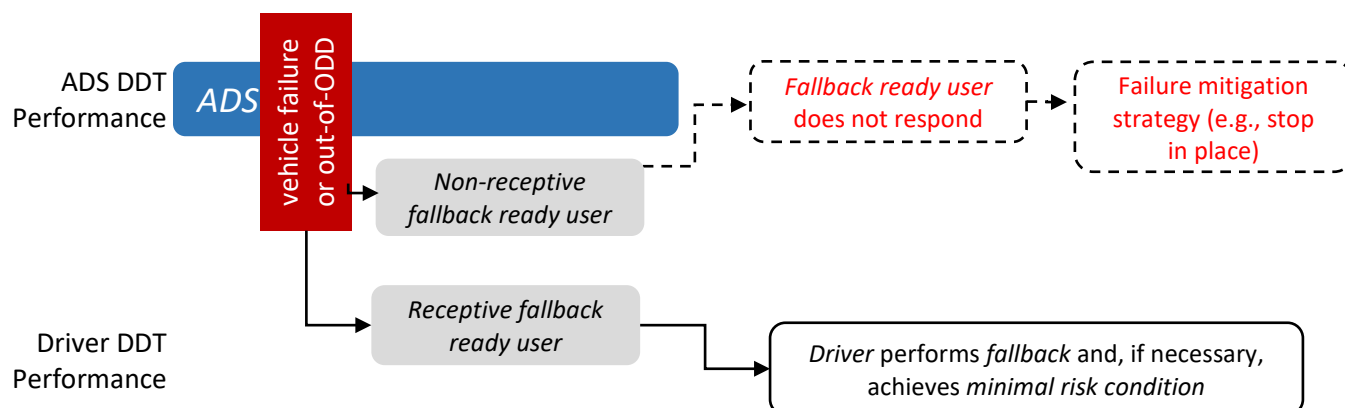 ADS DDT
Performance
ADS
vehicle failure
or out-of-ODD
Fallback ready user
does not respond
Failure mitigation
strategy (e.g., stop
in place)
Non-receptive
fallback ready user
Receptive fallback
ready user
Driver DDT
Performance
Driver performs fallback and, if necessary,
achieves minimal risk condition